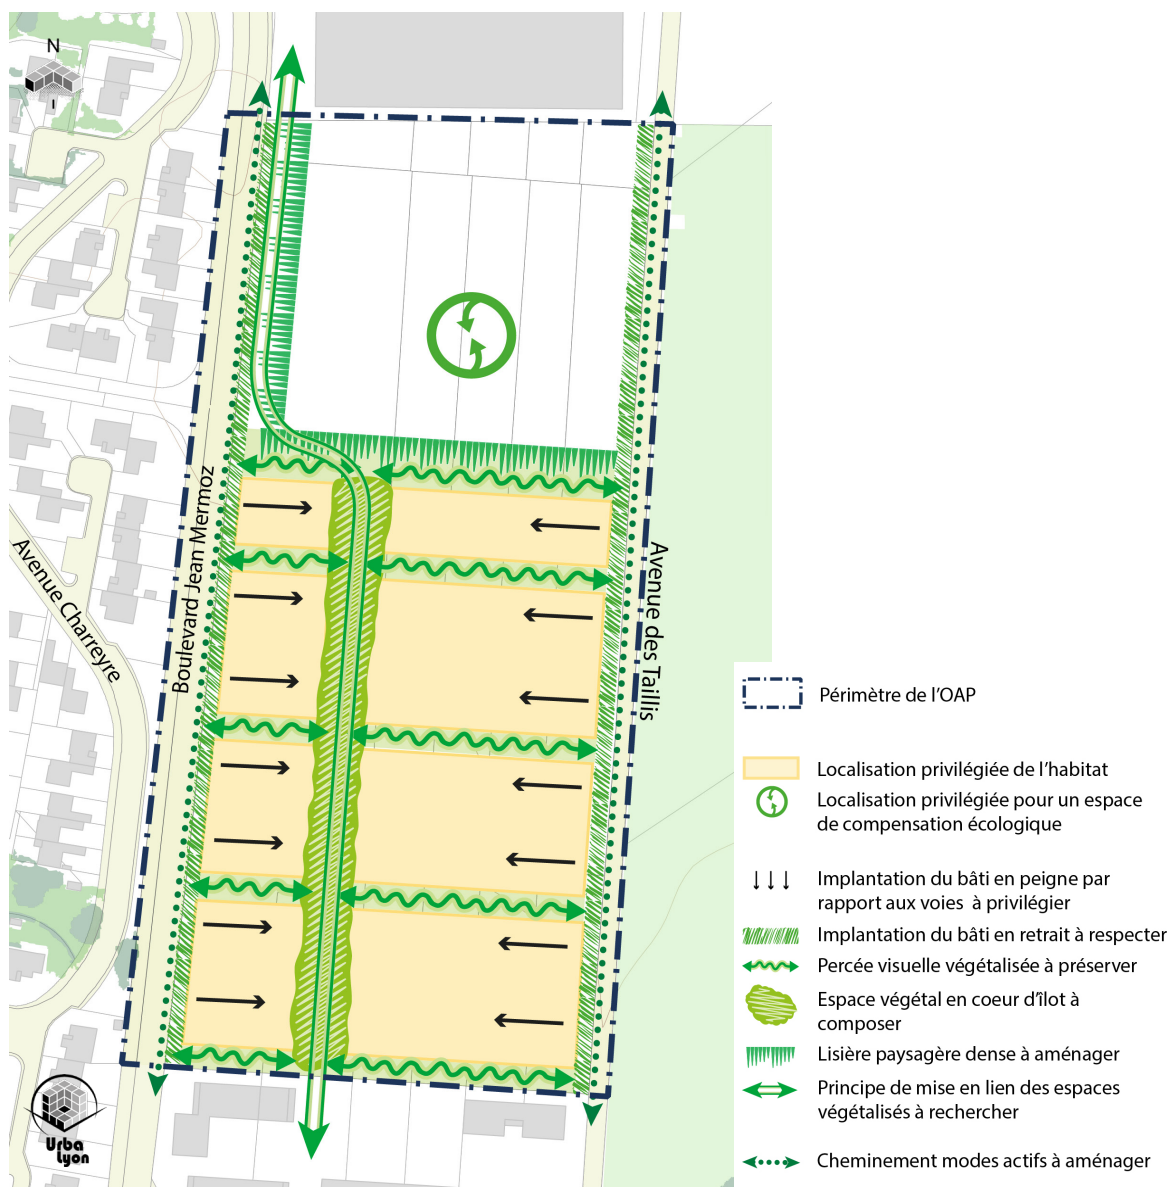 N
Boulevard Jean Mermoz
Avenue Charreyre
Avenue des Taillis
Périmètre de l'OAP
Localisation privilégiée de l'habitat
Localisation privilégiée pour un espace
de compensation écologique
Implantation du bâti en peigne par
rapport aux voies à privilégier
Implantation du bâti en retrait à respecter
Percée visuelle végétalisée à préserver
Espace végétal en coeur d'îlot à
composer
Lisière paysagère dense à aménager
Principe de mise en lien des espaces
végétalisés à rechercher
Cheminement modes actifs à aménager
Urba
Lyon